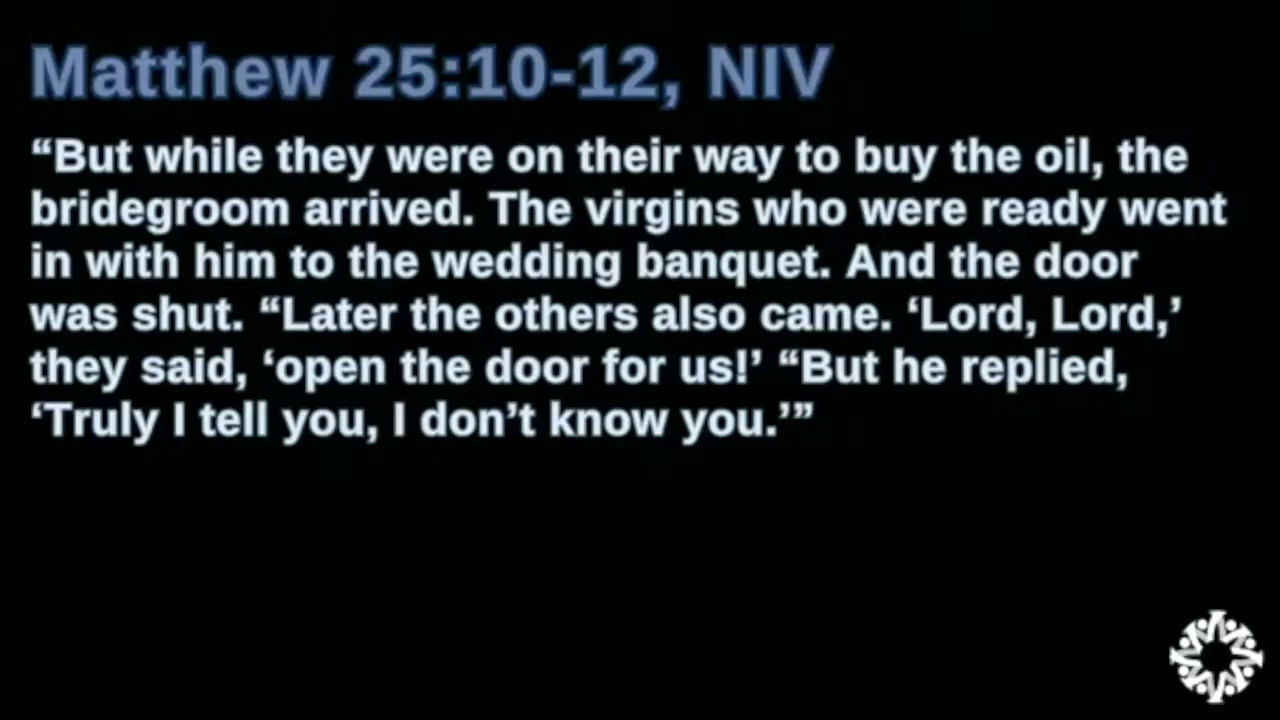 Matthew 25:10-12, NIV
“But while they were on their way to buy the oil, the
bridegroom arrived. The virgins who were ready went
in with him to the wedding banquet. And the door
was shut. “Later the others also came. ‘Lord, Lord,’
they said, ‘open the door for us!’ “But he replied,
‘Truly I tell you, I don’t know you.’”